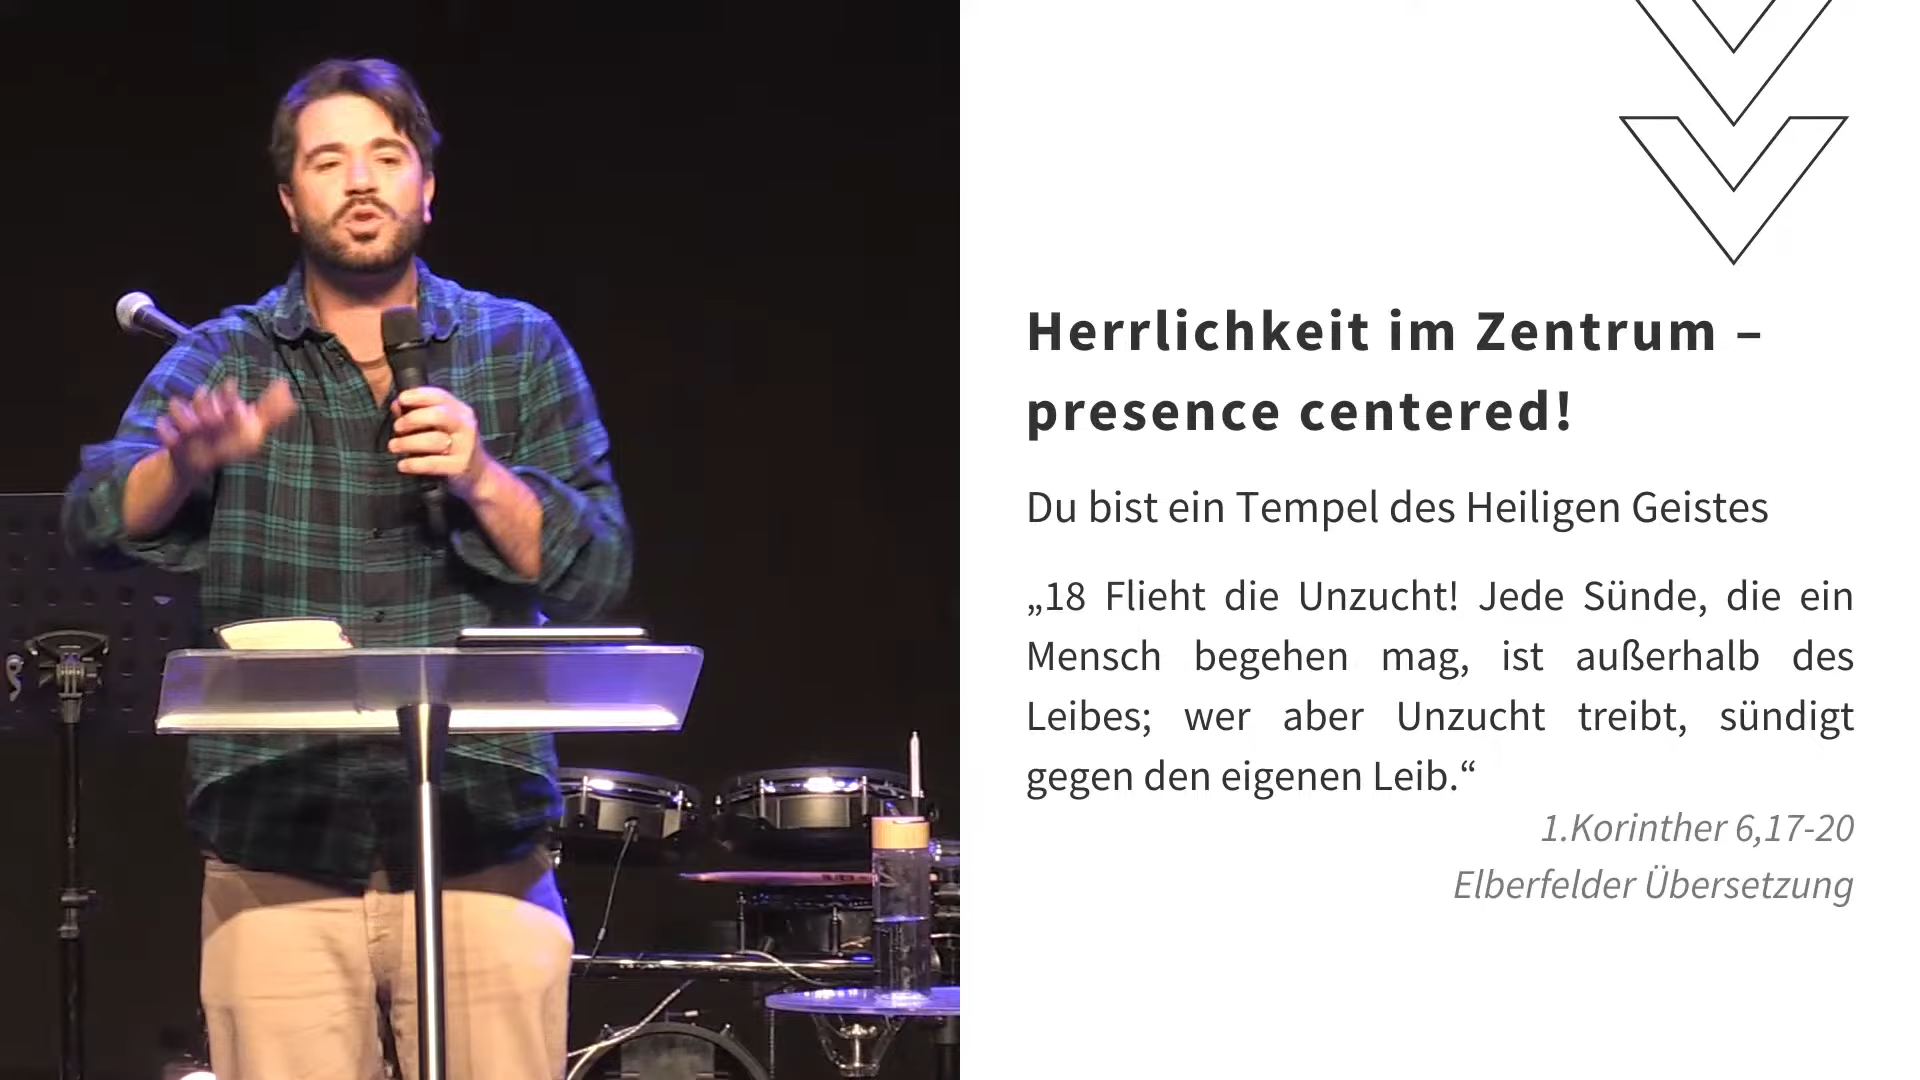 Herrlichkeit im Zentrum –
presence centered!
Du bist ein Tempel des Heiligen Geistes
„18 Flieht die Unzucht! Jede Sünde, die ein
Mensch begehen mag, ist außerhalb des
Leibes; wer aber Unzucht treibt, sündigt
gegen den eigenen Leib.“
1.Korinther 6,17-20
Elberfelder Übersetzung